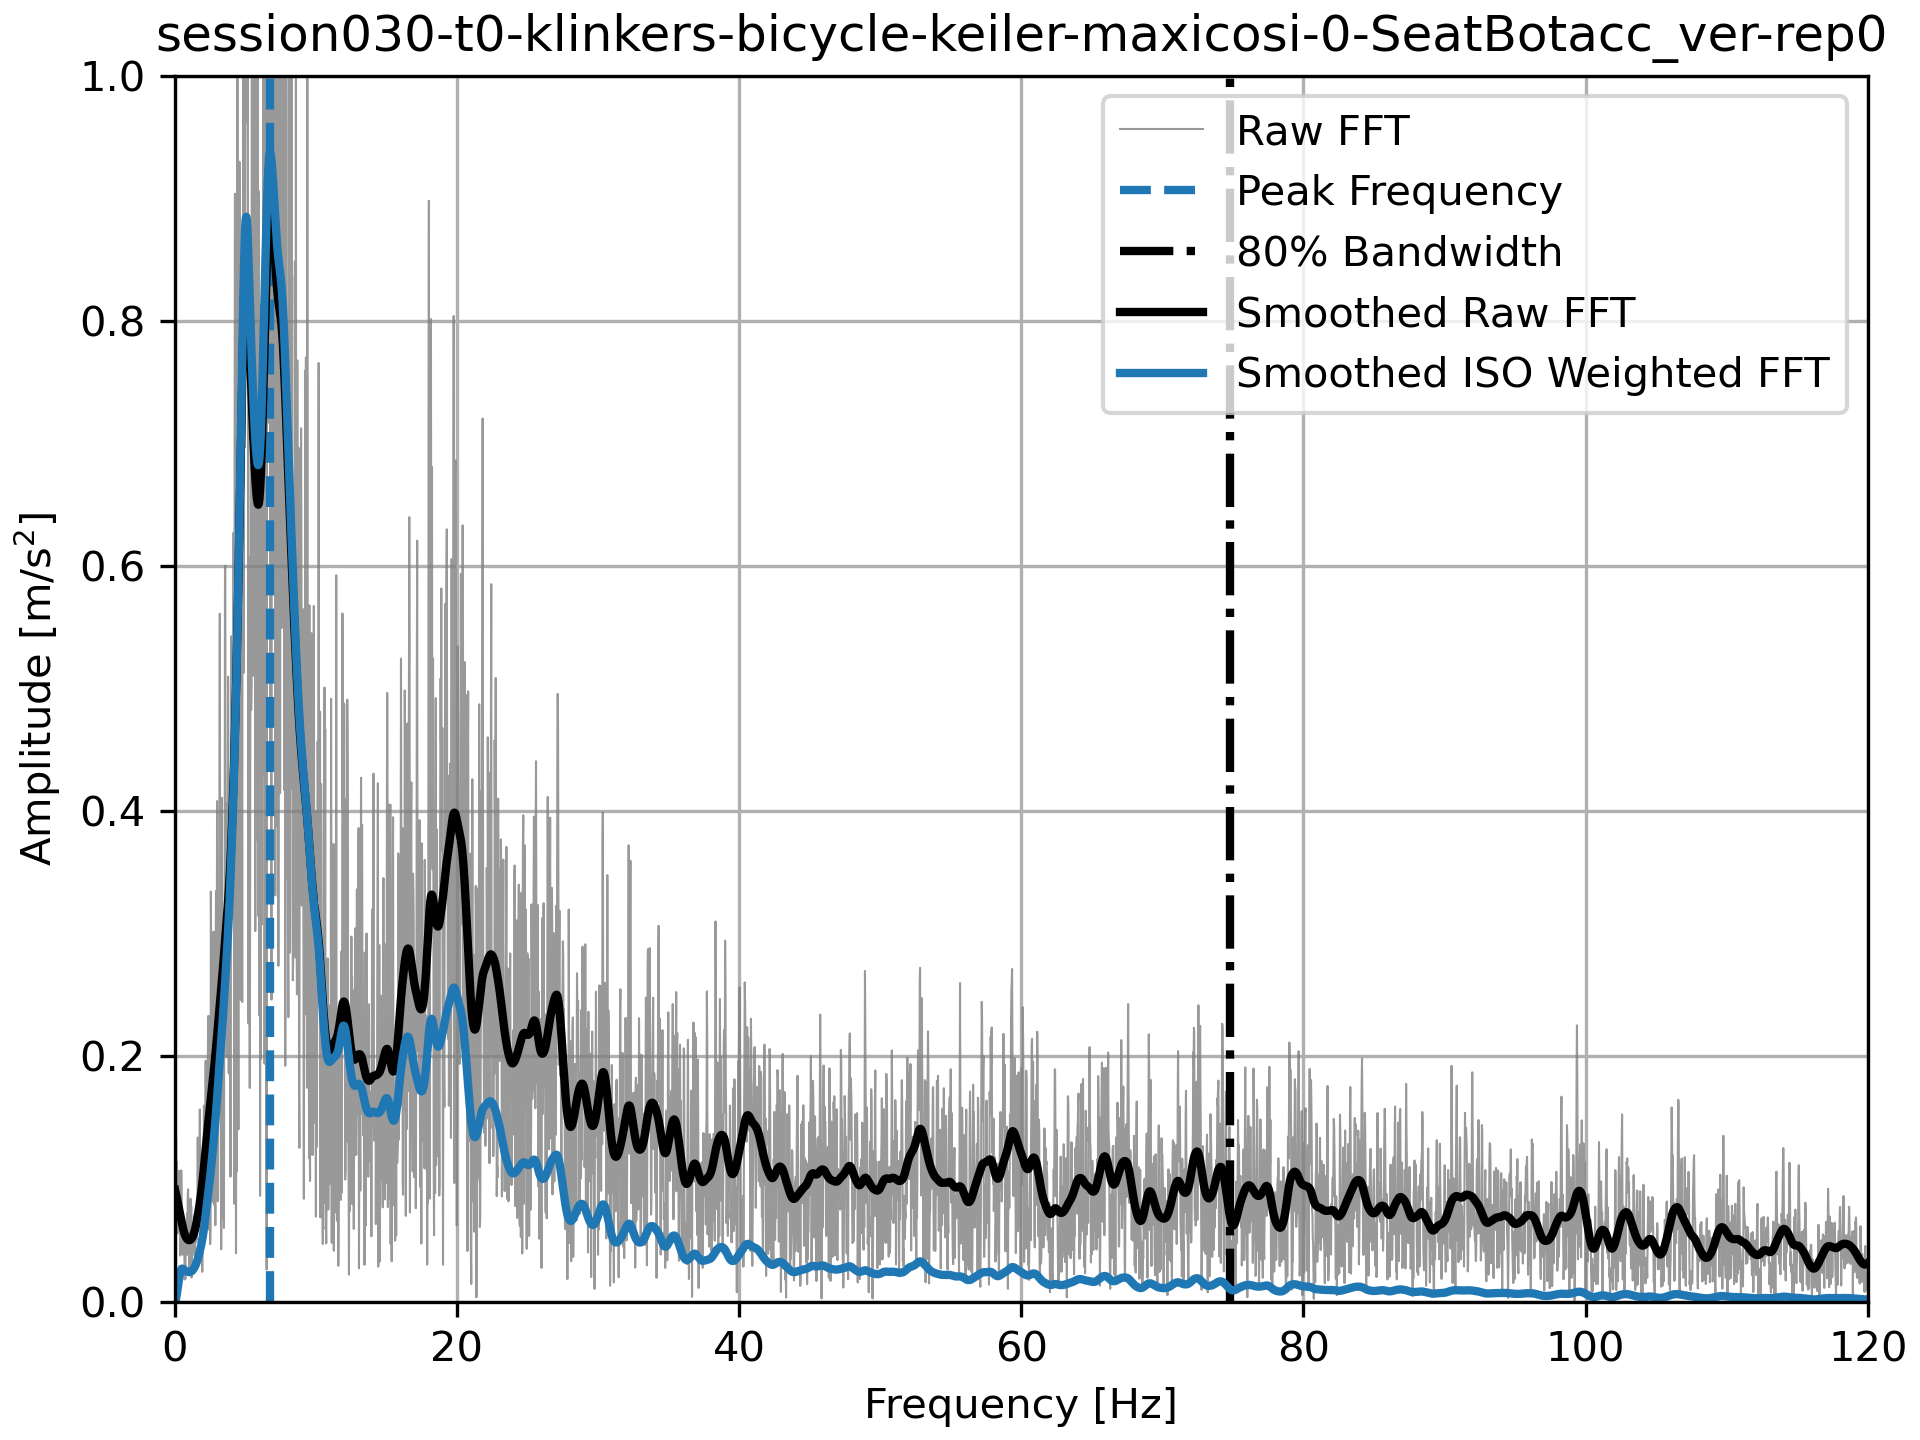 session030-t0-klinkers-bicycle-keiler-maxicosi-0-SeatBotacc_ver-rep0
1.0
0.8
0.6
0.4
0.2
0.0
Amplitude [m/s²]
Raw FFT
Peak Frequency
80% Bandwidth
Smoothed Raw FFT
Smoothed ISO Weighted FFT
0 20 40 60 80 100 120
Frequency [Hz]